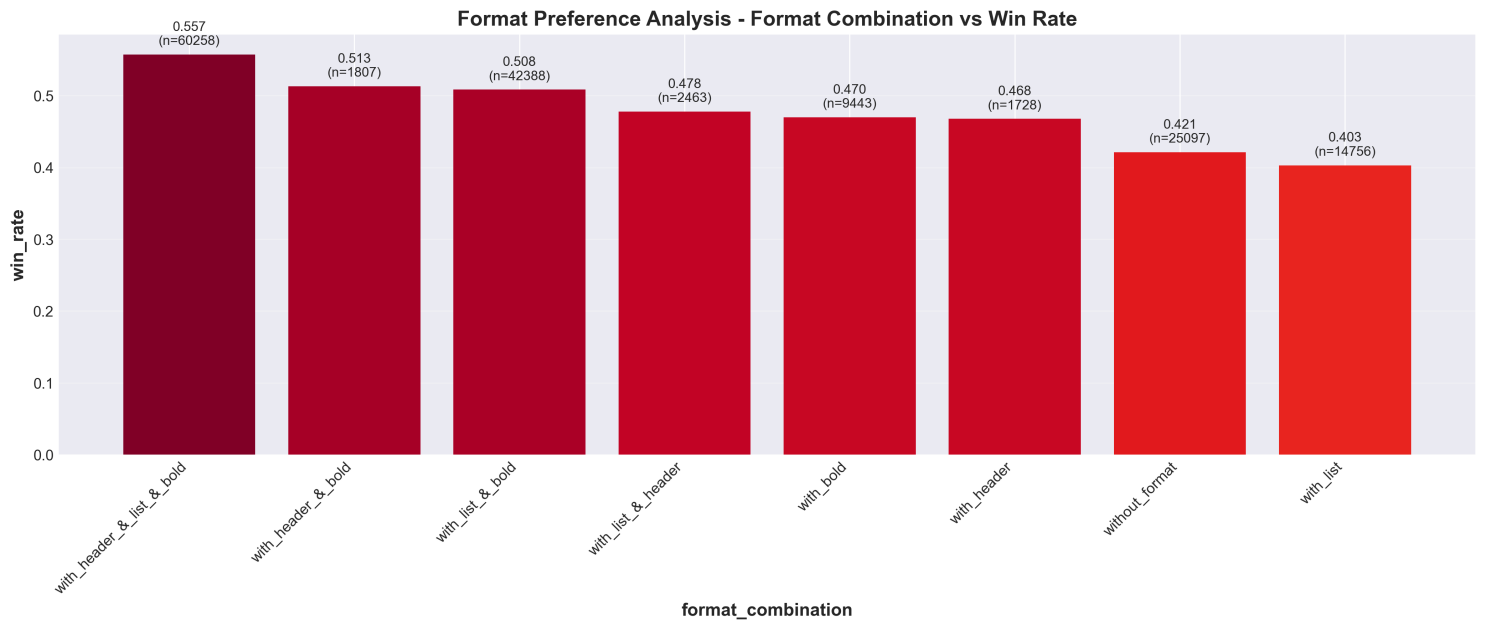 Format Preference Analysis - Format Combination vs Win Rate
0.557
(n=60258)
0.513
(n=1807)
0.508
(n=42388)
0.478
(n=2463)
0.470
(n=9443)
0.468
(n=1728)
0.421
(n=25097)
0.403
(n=14756)
win_rate
0.5
0.4
0.3
0.2
0.1
0.0
with_header_&_list_&_bold
with_header_&_bold
with_list_&_bold
with_list_&_header
with_bold
with_header
without_format
with_list
format_combination